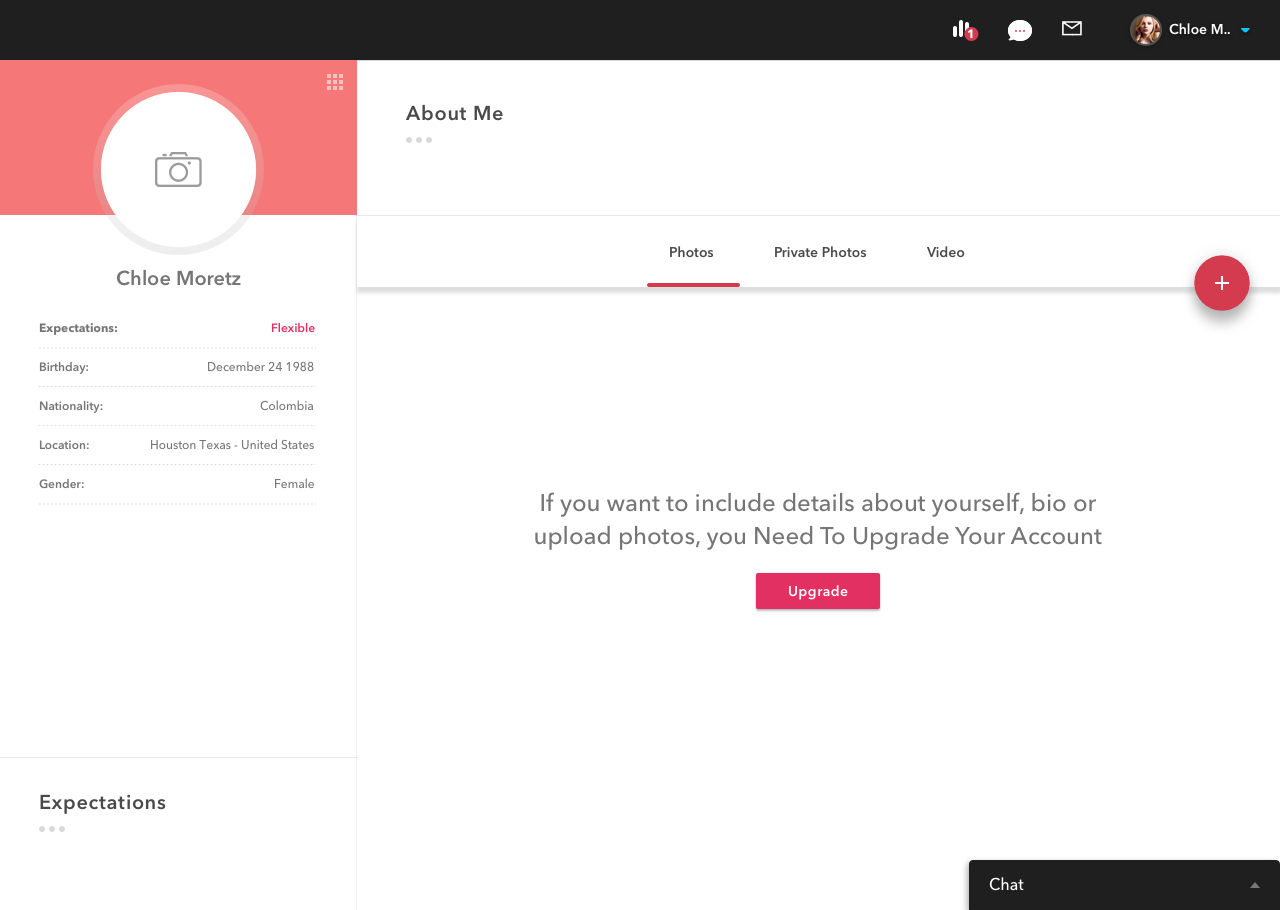 1
Chloe M..
About Me
Photos
Private Photos
Video
+
Chloe Moretz
Expectations: Flexible
Birthday: December 24 1988
Nationality: Colombia
Location: Houston Texas - United States
Gender: Female
If you want to include details about yourself, bio or
upload photos, you Need To Upgrade Your Account
Upgrade
Expectations
Chat